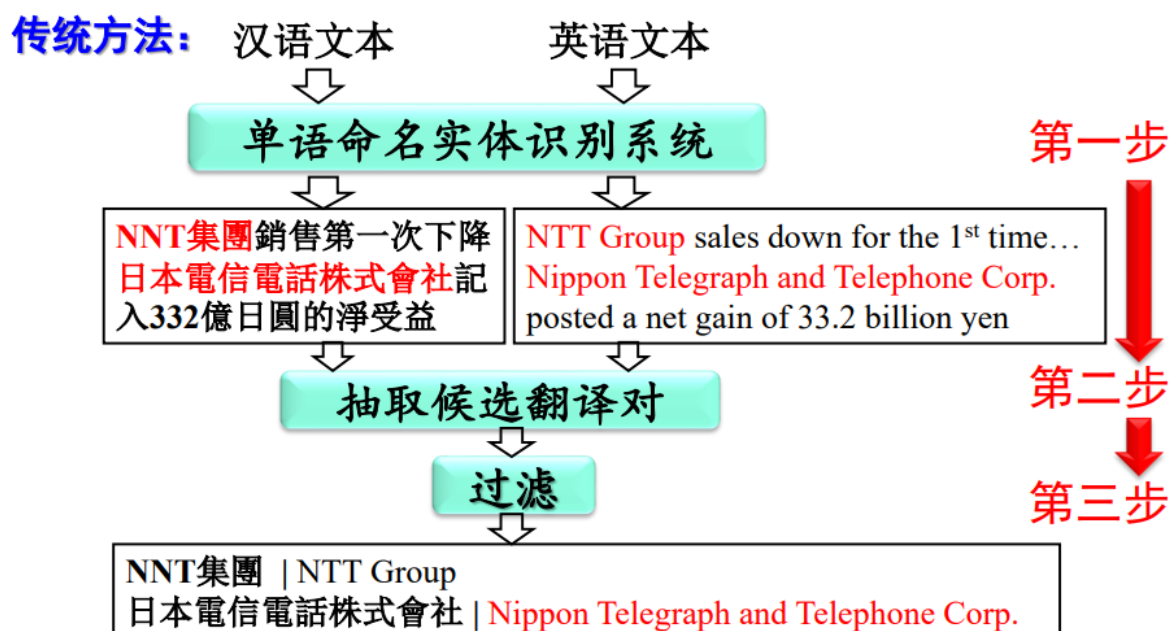 传统方法：
汉语文本
英语文本
单语命名实体识别系统
第一步
NNT集團銷售第一次下降
日本電信電話株式會社記
入332億日圓的淨受益
NTT Group sales down for the 1st time…
Nippon Telegraph and Telephone Corp.
posted a net gain of 33.2 billion yen
抽取候选翻译对
第二步
过滤
第三步
NNT集團 | NTT Group
日本電信電話株式會社 | Nippon Telegraph and Telephone Corp.